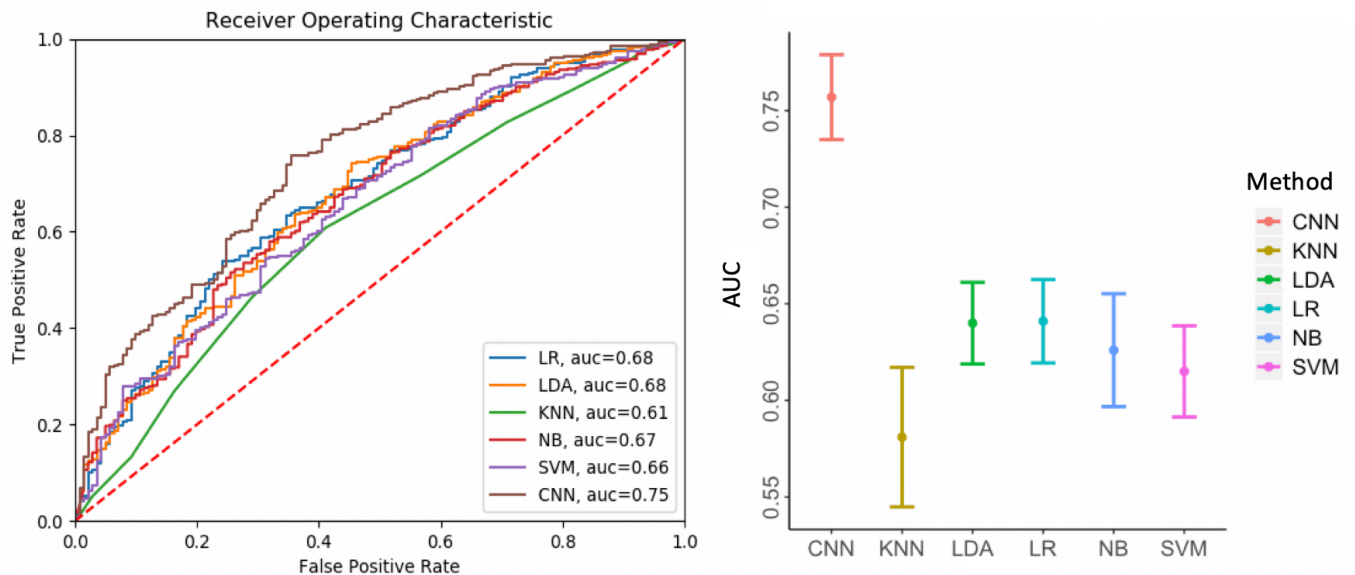 Receiver Operating Characteristic
True Positive Rate
1.0
0.8
0.6
0.4
0.2
0.0
0.0 0.2 0.4 0.6 0.8 1.0
False Positive Rate
LR, auc=0.68
LDA, auc=0.68
KNN, auc=0.61
NB, auc=0.67
SVM, auc=0.66
CNN, auc=0.75
AUC
0.75
0.70
0.65
0.60
0.55
CNN KNN LDA LR NB SVM
Method
CNN
KNN
LDA
LR
NB
SVM